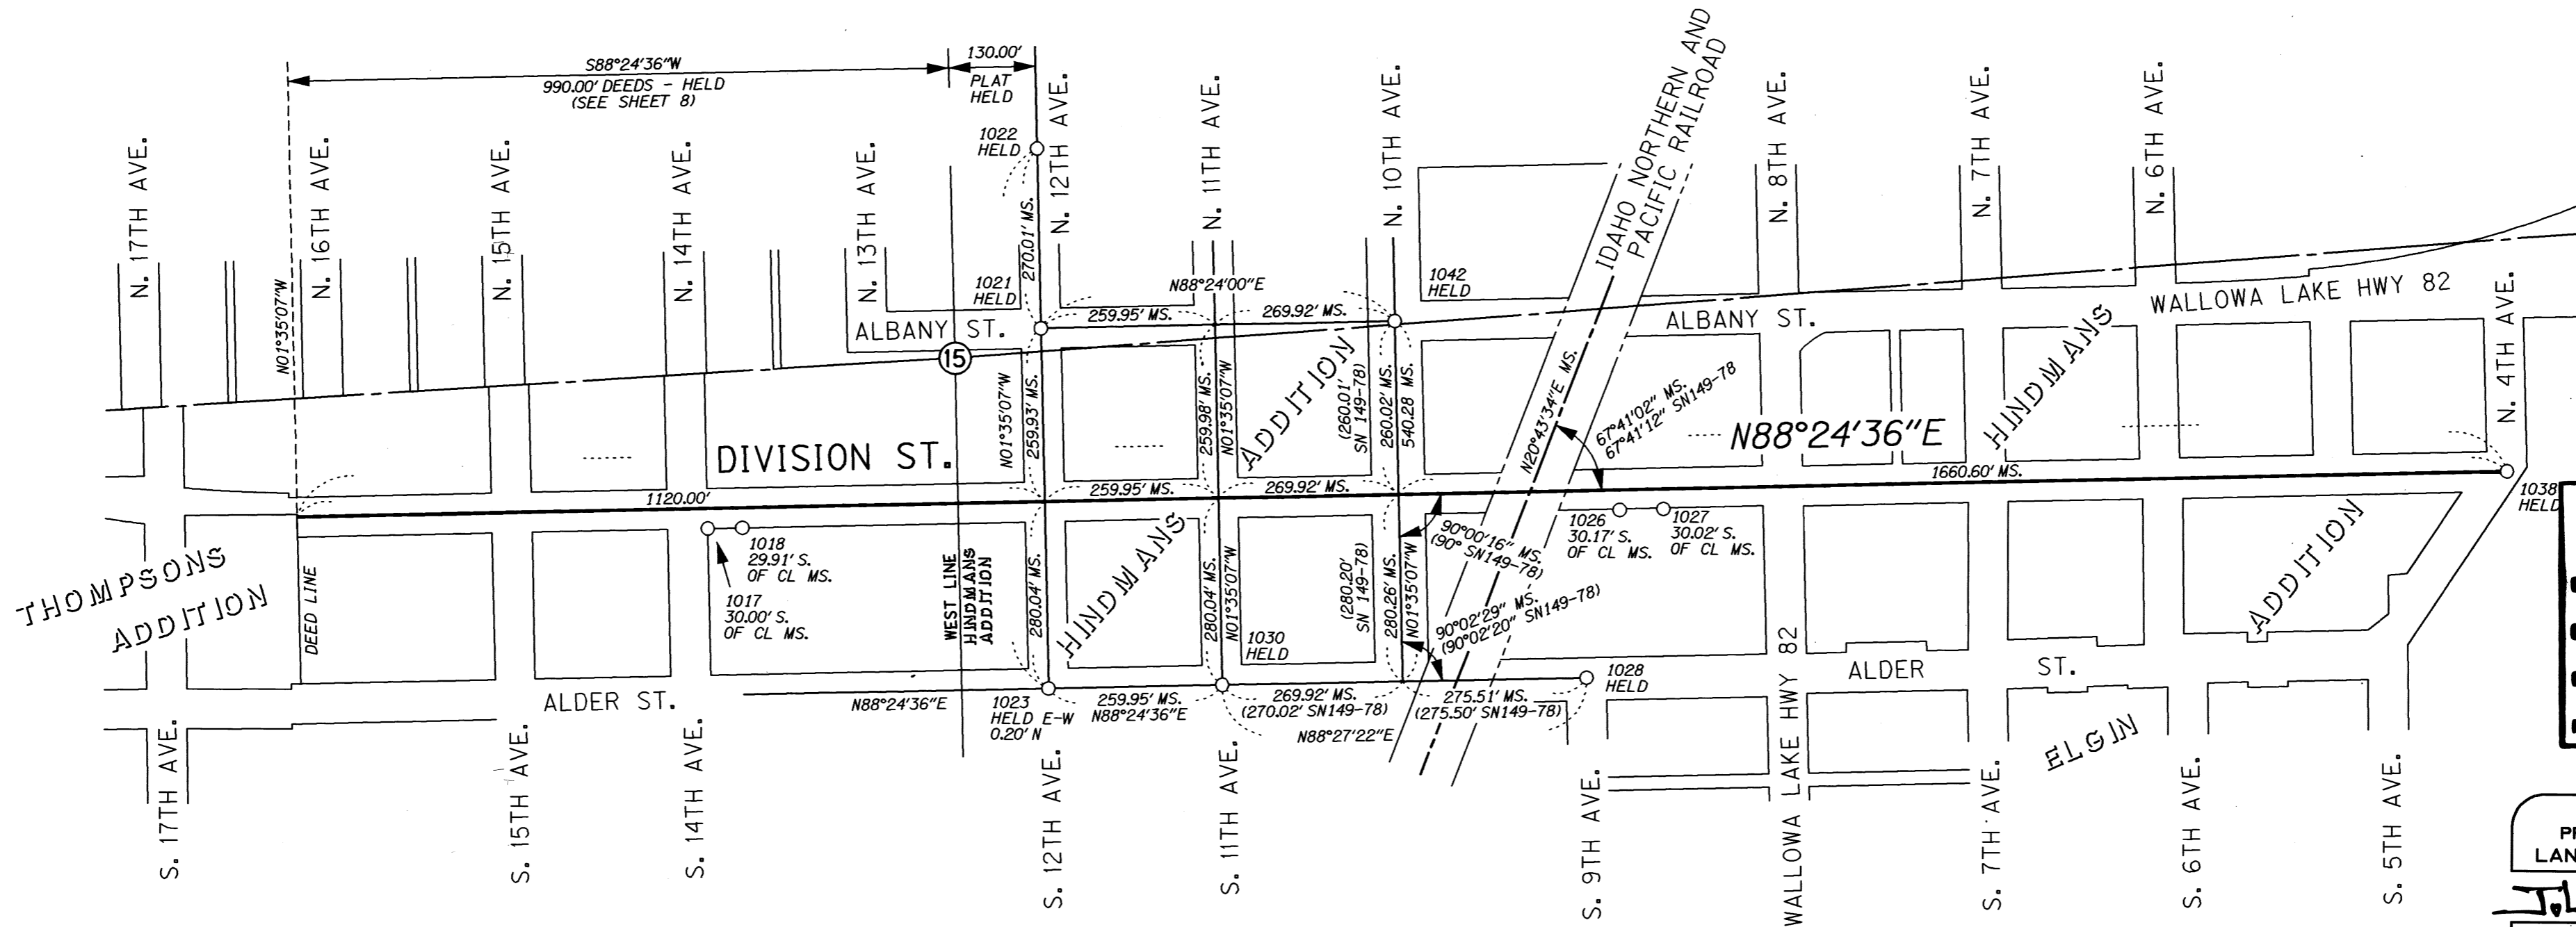 S88°24'36"W
990.00' DEEDS - HELD
(SEE SHEET 8)
130.00'
PLAT
HELD
N. 17TH AVE.
N. 16TH AVE.
N. 15TH AVE.
N. 14TH AVE.
N. 13TH AVE.
N. 12TH AVE.
N. 11TH AVE.
N. 10TH AVE.
IDAHO NORTHERN AND
PACIFIC RAILROAD
N. 8TH AVE.
N. 7TH AVE.
N. 6TH AVE.
N. 4TH AVE.
1022
HELD
270.01' MS.
N01°35'07"W
1021
HELD
N88°24'00"E
259.95' MS.
269.92' MS.
1042
HELD
ALBANY ST.
ALBANY ST.
WALLOWA LAKE HWY 82
15
N01°35'07"W
259.93' MS.
259.98' MS.
N01°35'07"W
ADDITION
(260.01'
SN 149-78)
260.02' MS.
540.28 MS.
N20°43'34"E MS.
67°41'02" MS.
67°41'12" SN149-78
HINDMANS
DIVISION ST.
N88°24'36"E
1120.00'
259.95' MS.
269.92' MS.
1660.60' MS.
1038
HELD
THOMPSONS
ADDITION
DEED LINE
1018
29.91' S.
OF CL MS.
1017
30.00' S.
OF CL MS.
WEST LINE
HINDMANS
ADDITION
280.04' MS.
HINDMANS
280.04' MS.
N01°35'07"W
1030
HELD
(280.20'
SN 149-78)
280.26' MS.
N01°35'07"W
90°00'16" MS.
(90° SN149-78)
90°02'29" MS.
(90°02'20" SN149-78)
1026
30.17' S.
OF CL MS.
1027
30.02' S.
OF CL MS.
ADDITION
ALDER ST.
N88°24'36"E
1023
HELD E-W
0.20' N
259.95' MS.
N88°24'36"E
269.92' MS.
(270.02' SN149-78)
N88°27'22"E
275.51' MS.
(275.50' SN149-78)
1028
HELD
ALDER ST.
ELGIN
S. 17TH AVE.
S. 15TH AVE.
S. 14TH AVE.
S. 12TH AVE.
S. 11TH AVE.
S. 9TH AVE.
WALLOWA LAKE HWY 82
S. 7TH AVE.
S. 6TH AVE.
S. 5TH AVE.